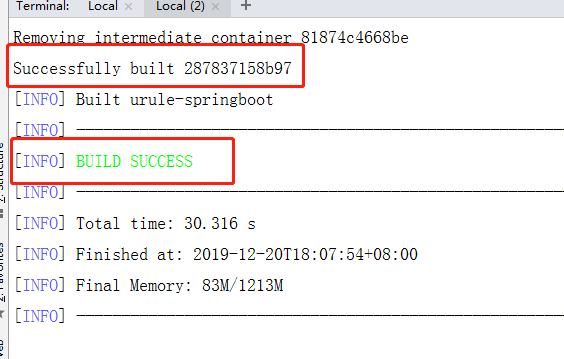 Terminal: Local × Local (2) × +
Removing intermediate container 81874c4668be
Successfully built 287837158b97
[INFO] Built urule-springboot
[INFO] ------------------------------------------------------------------------
[INFO] BUILD SUCCESS
[INFO] ------------------------------------------------------------------------
[INFO] Total time: 30.316 s
[INFO] Finished at: 2019-12-20T18:07:54+08:00
[INFO] Final Memory: 83M/1213M
[INFO] ------------------------------------------------------------------------
Z: Structure
2: Favorites